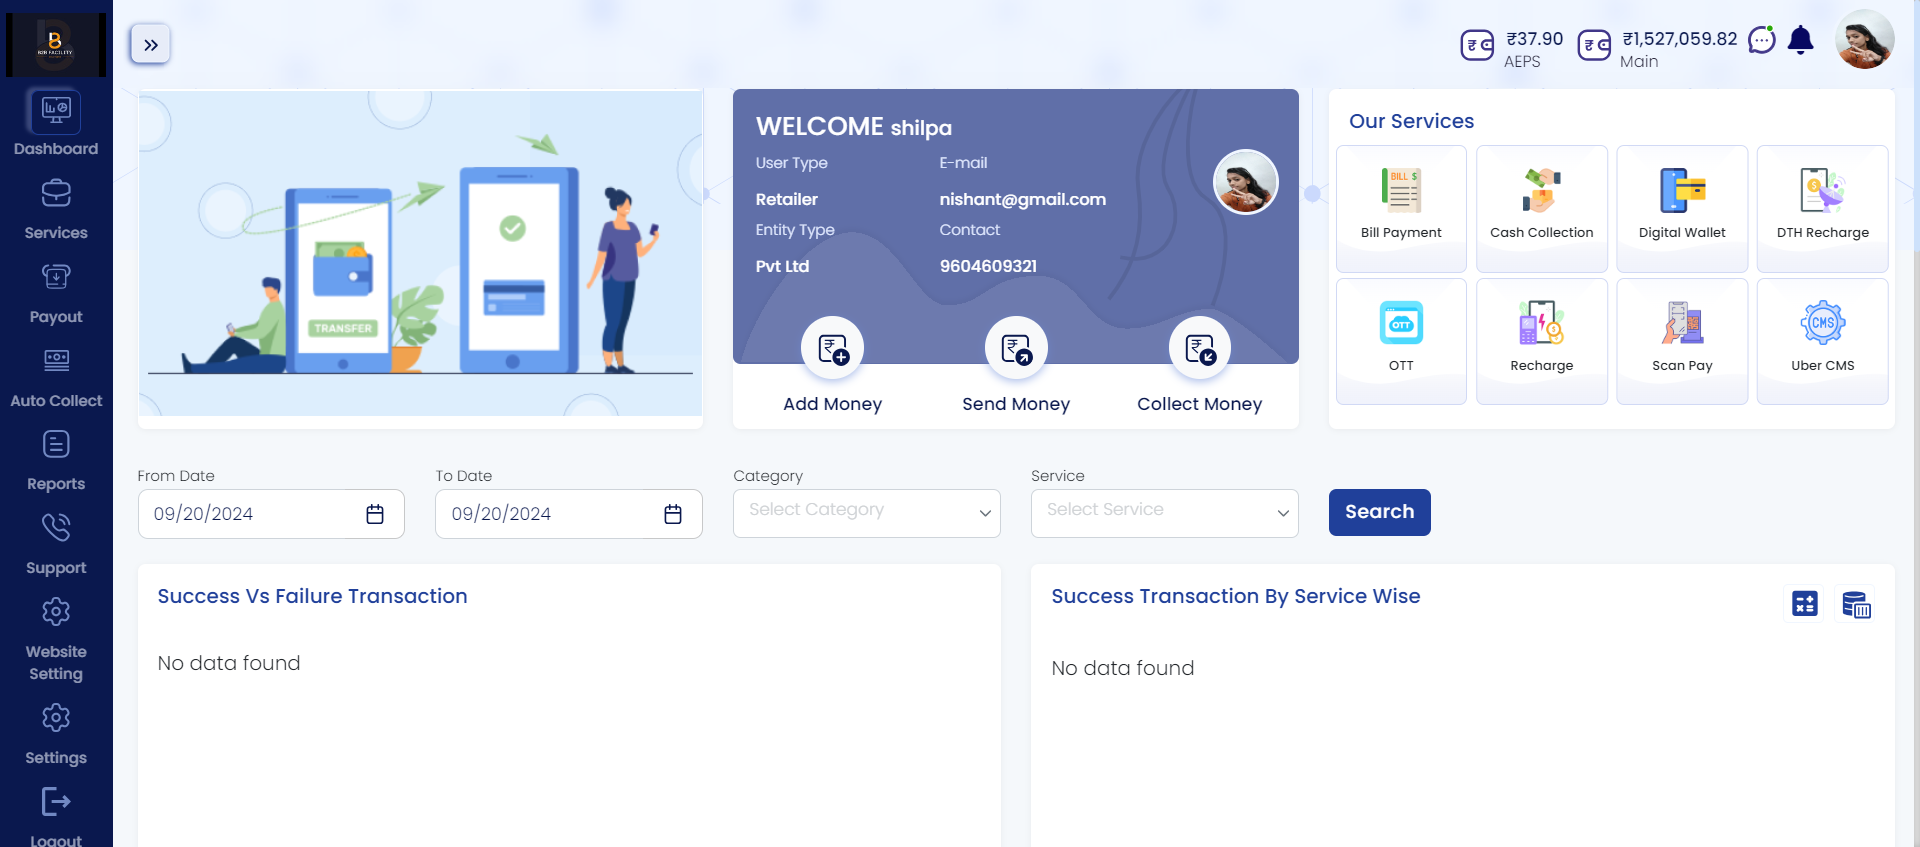 B2B FACILITY
Dashboard
Services
Payout
Auto Collect
Reports
Support
Website
Setting
Settings
Logout
₹37.90
AEPS
₹1,527,059.82
Main
TRANSFER
WELCOME shilpa
User Type
E-mail
Retailer
nishant@gmail.com
Entity Type
Contact
Pvt Ltd
9604609321
Add Money
Send Money
Collect Money
Our Services
BILL $
Bill Payment
Cash Collection
Digital Wallet
DTH Recharge
OTT
OTT
Recharge
Scan Pay
CMS
Uber CMS
From Date
09/20/2024
To Date
09/20/2024
Category
Select Category
Service
Select Service
Search
Success Vs Failure Transaction
No data found
Success Transaction By Service Wise
No data found